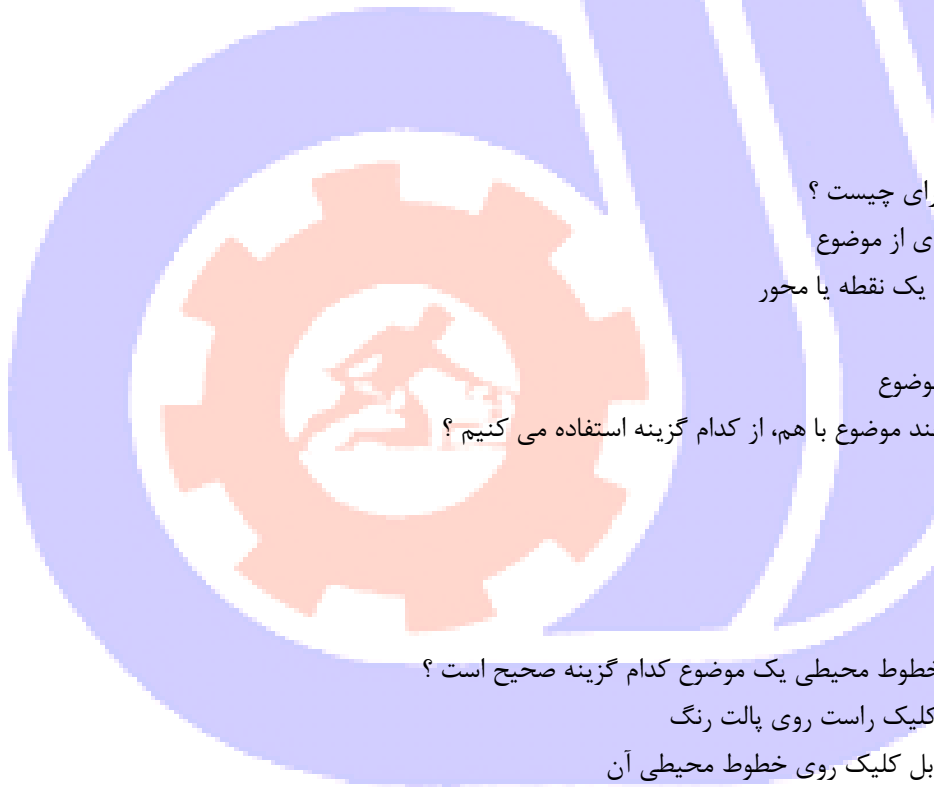 رای چیست ؟
ی از موضوع
یک نقطه یا محور
وضوع
ند موضوع با هم، از کدام گزینه استفاده می کنیم ؟
خطوط محیطی یک موضوع کدام گزینه صحیح است ؟
کلیک راست روی پالت رنگ
بل کلیک روی خطوط محیطی آن